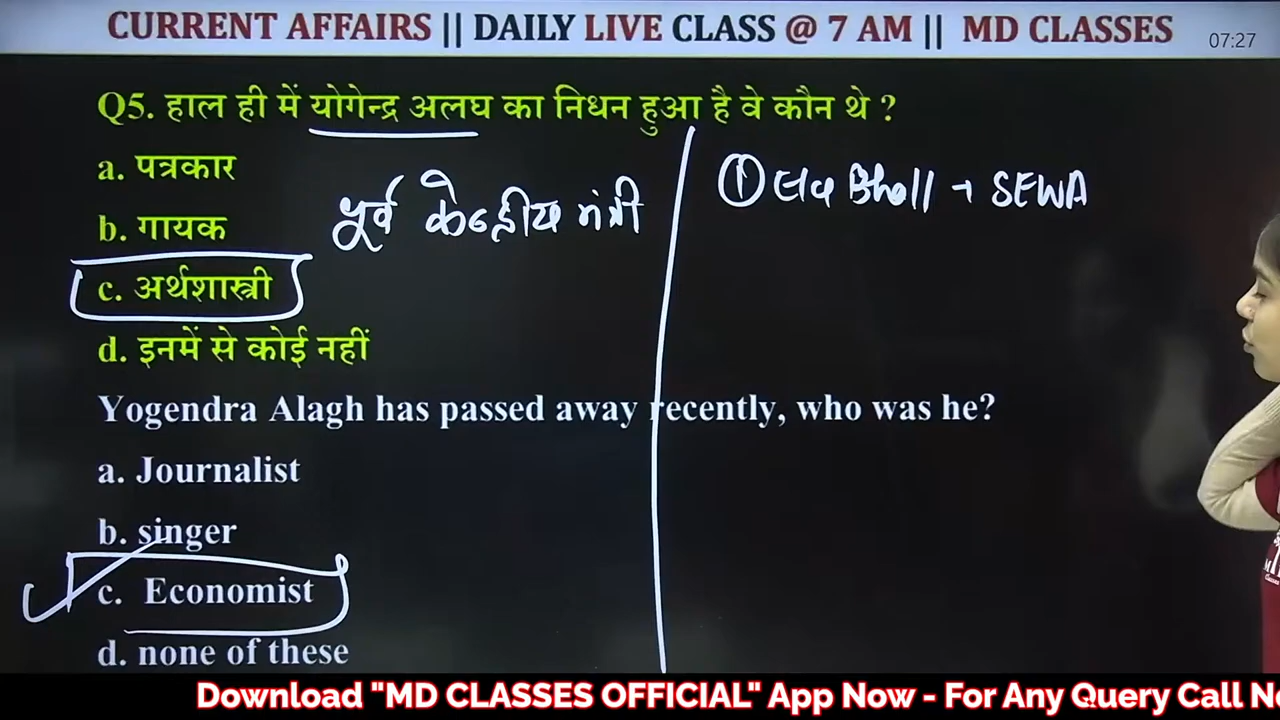 CURRENT AFFAIRS || DAILY LIVE CLASS @ 7 AM || MD CLASSES
07:27
Q5. हाल ही में योगेन्द्र अलघ का निधन हुआ है वे कौन थे ?
a. पत्रकार
b. गायक
c. अर्थशास्त्री
d. इनमें से कोई नहीं
पूर्व केन्द्रीय मंत्री
① Bhatt → SEWA
Yogendra Alagh has passed away recently, who was he?
a. Journalist
b. singer
c. Economist
d. none of these
Download "MD CLASSES OFFICIAL" App Now - For Any Query Call